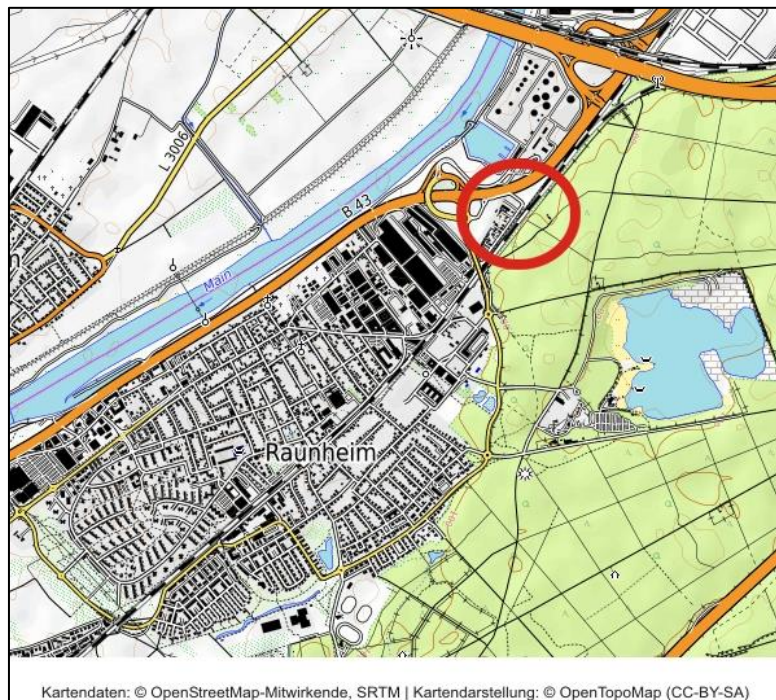 L 3006
B 43
Main
Raunheim
Kartendaten: © OpenStreetMap-Mitwirkende, SRTM | Kartendarstellung: © OpenTopoMap (CC-BY-SA)